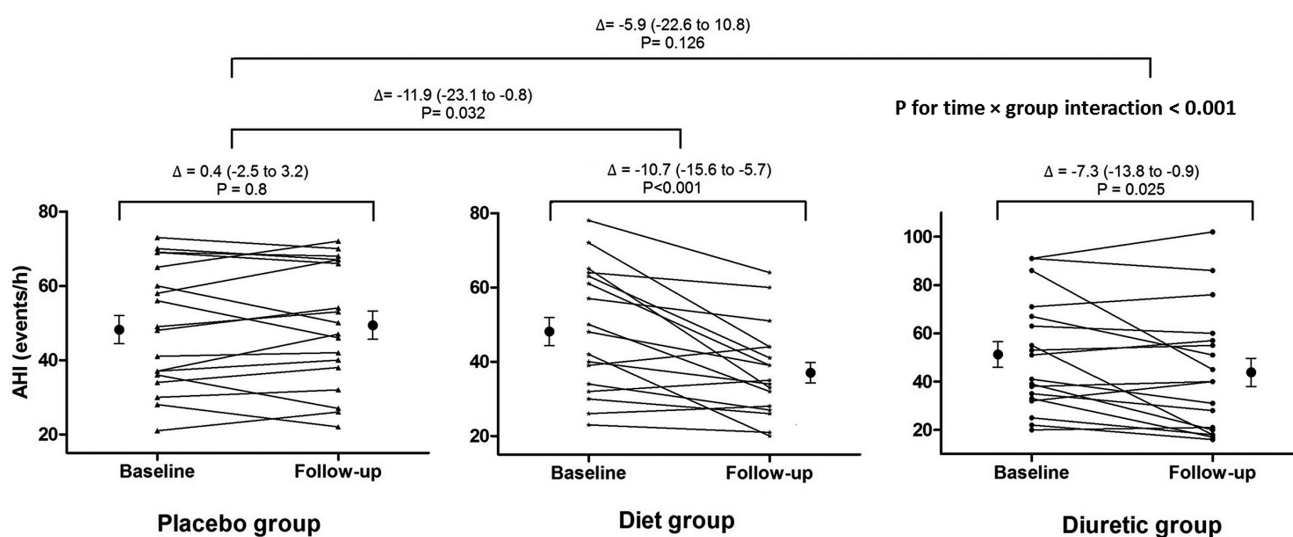 Δ= -5.9 (-22.6 to 10.8)
P= 0.126
Δ= -11.9 (-23.1 to -0.8)
P= 0.032
P for time × group interaction < 0.001
Δ = 0.4 (-2.5 to 3.2)
P = 0.8
Δ = -10.7 (-15.6 to -5.7)
P<0.001
Δ = -7.3 (-13.8 to -0.9)
P = 0.025
AHI (events/h)
80
60
40
20
Baseline
Follow-up
Placebo group
80
60
40
20
Baseline
Follow-up
Diet group
100
80
60
40
20
Baseline
Follow-up
Diuretic group